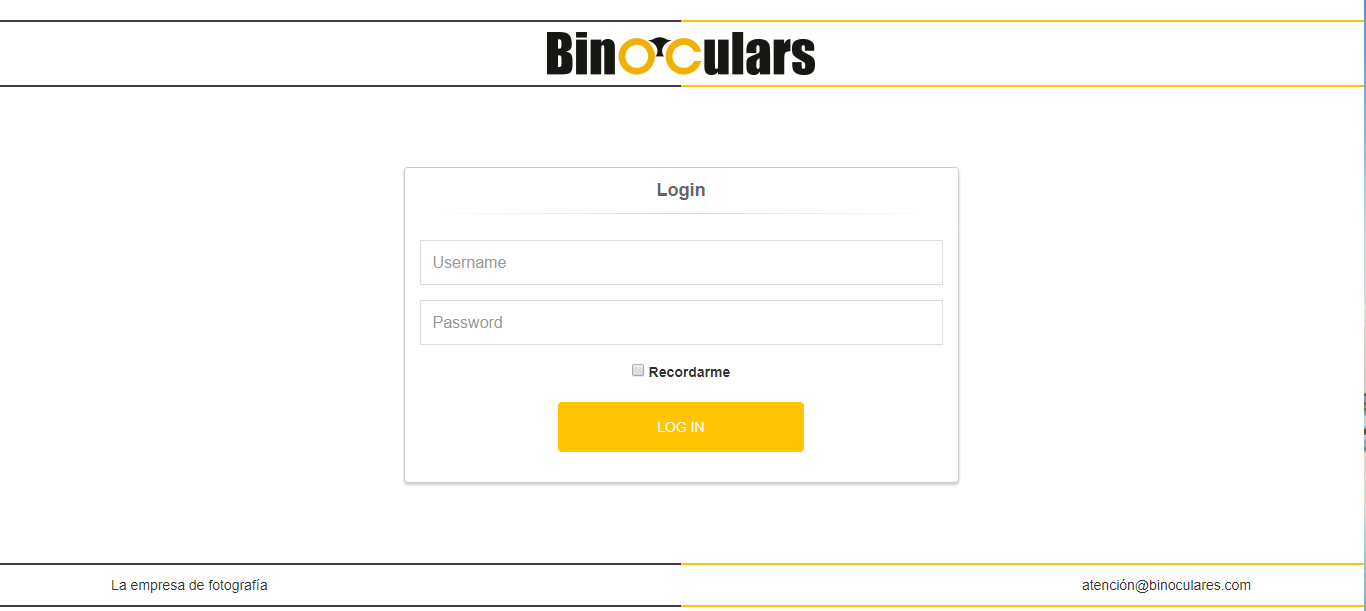 Binoculars
Login
Username
Password
Recordarme
LOG IN
La empresa de fotografía
atención@binoculares.com